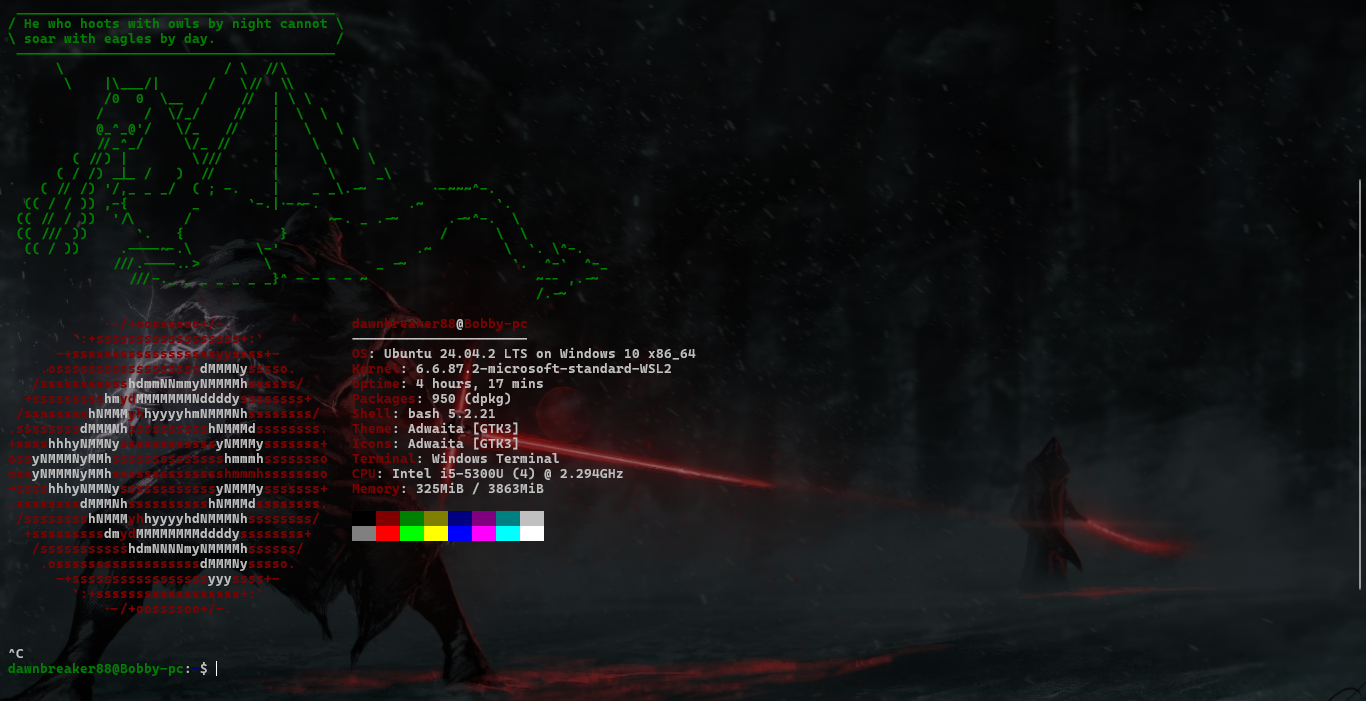 He who hoots with owls by night cannot
soar with eagles by day.
dawnbreaker88@Bobby-pc
OS: Ubuntu 24.04.2 LTS on Windows 10 x86_64
Kernel: 6.6.87.2-microsoft-standard-WSL2
Uptime: 4 hours, 17 mins
Packages: 950 (dpkg)
Shell: bash 5.2.21
Theme: Adwaita [GTK3]
Icons: Adwaita [GTK3]
Terminal: Windows Terminal
CPU: Intel i5-5300U (4) @ 2.294GHz
Memory: 325MiB / 3863MiB
^C
dawnbreaker88@Bobby-pc:~$